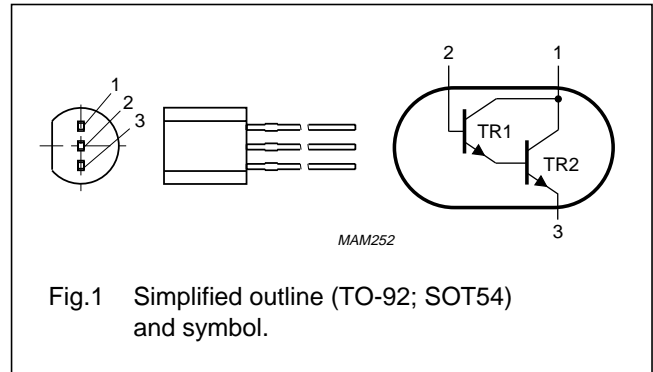 1
2
3
2
1
TR1
TR2
3
MAM252
Fig.1 Simplified outline (TO-92; SOT54)
and symbol.